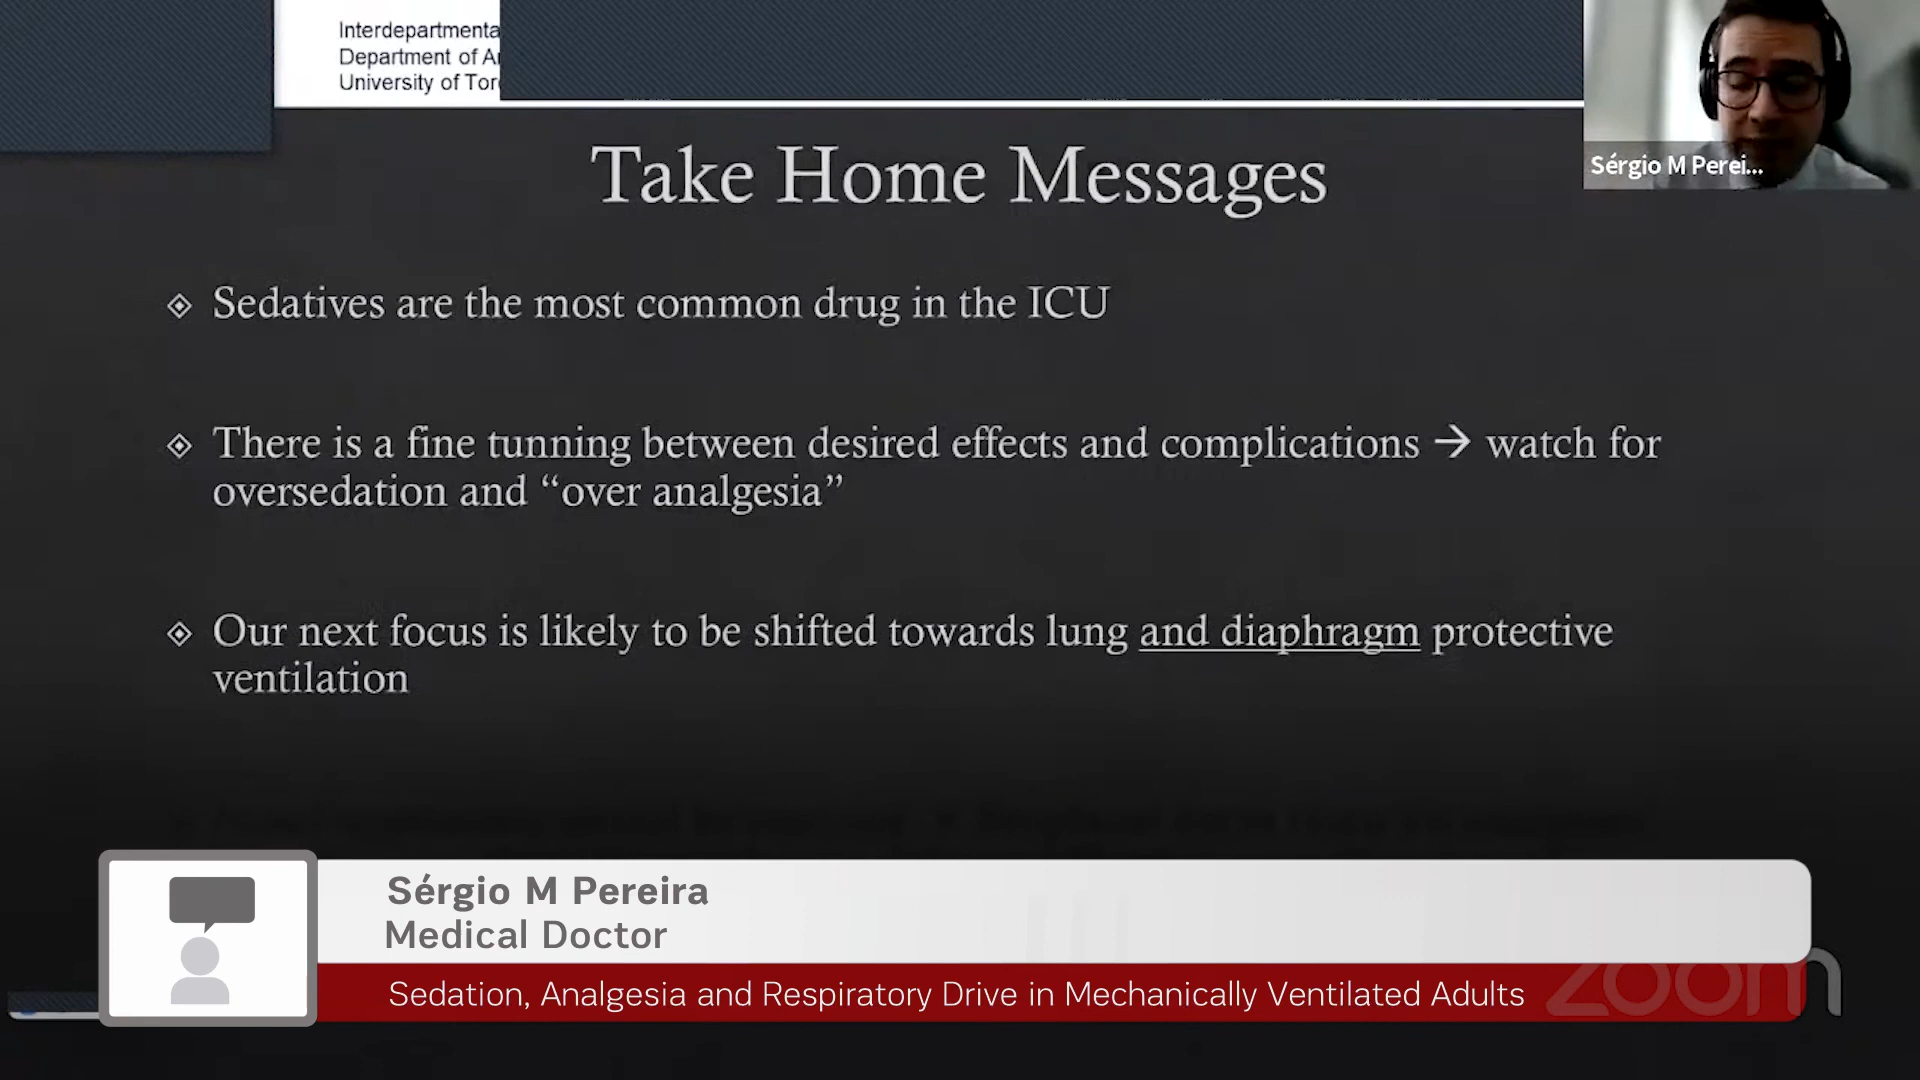 Interdepartmenta
Department of A
University of Tor
Sérgio M Perei...
Take Home Messages
Sedatives are the most common drug in the ICU
There is a fine tunning between desired effects and complications → watch for
oversedation and “over analgesia”
Our next focus is likely to be shifted towards lung and diaphragm protective
ventilation
Sérgio M Pereira
Medical Doctor
Sedation, Analgesia and Respiratory Drive in Mechanically Ventilated Adults
zoom